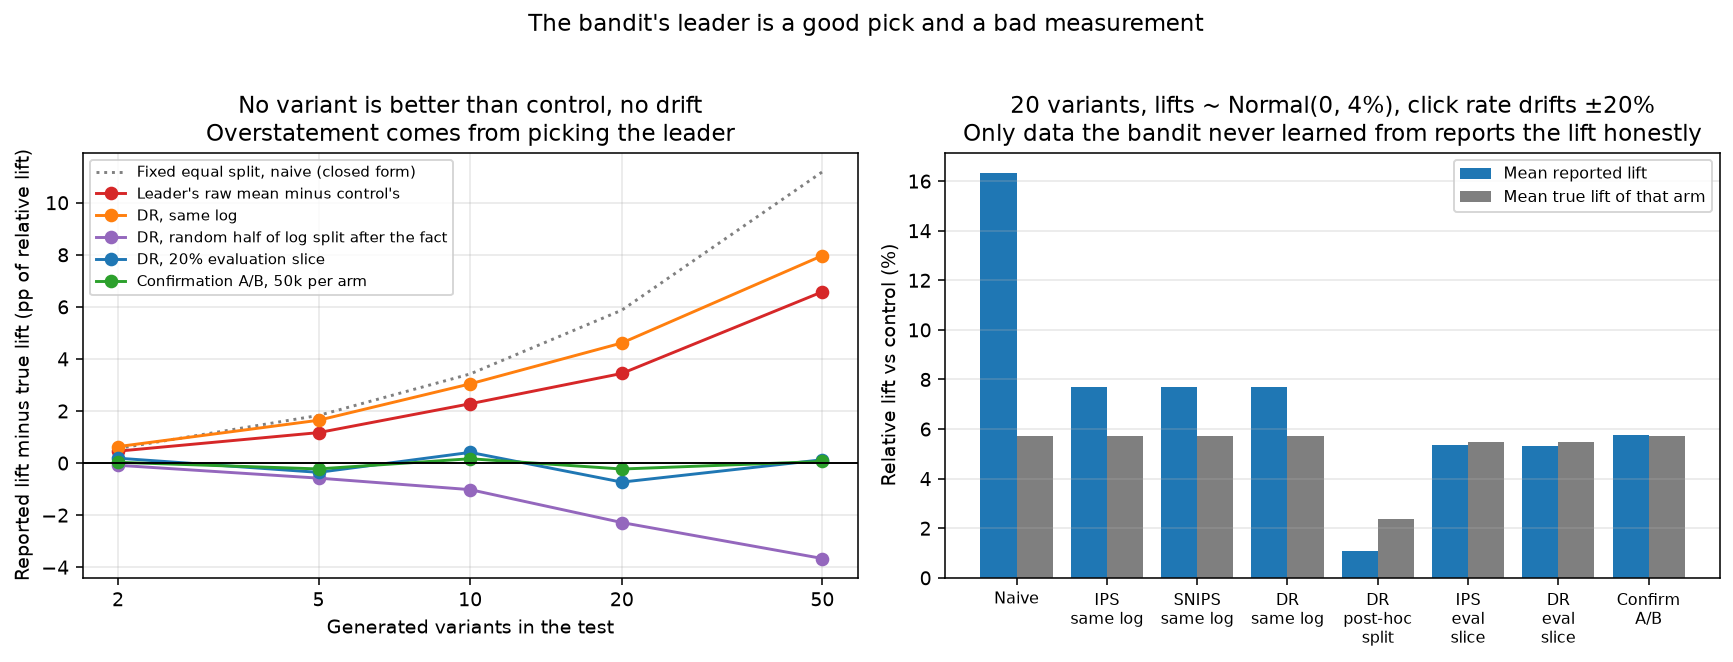 The bandit's leader is a good pick and a bad measurement
No variant is better than control, no drift
Overstatement comes from picking the leader
Reported lift minus true lift (pp of relative lift)
10
8
6
4
2
0
−2
−4
Fixed equal split, naive (closed form)
Leader's raw mean minus control's
DR, same log
DR, random half of log split after the fact
DR, 20% evaluation slice
Confirmation A/B, 50k per arm
2
5
10
20
50
Generated variants in the test
20 variants, lifts ~ Normal(0, 4%), click rate drifts ±20%
Only data the bandit never learned from reports the lift honestly
Relative lift vs control (%)
16
14
12
10
8
6
4
2
0
Mean reported lift
Mean true lift of that arm
Naive
IPS
same log
SNIPS
same log
DR
same log
DR
post-hoc
split
IPS
eval
slice
DR
eval
slice
Confirm
A/B